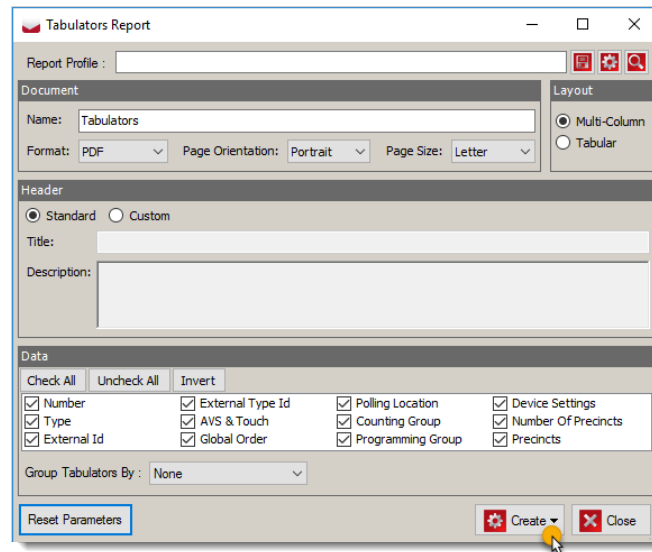 Tabulators Report
Report Profile :
Document
Name: Tabulators
Format: PDF Page Orientation: Portrait Page Size: Letter
Layout
Multi-Column
Tabular
Header
Standard Custom
Title:
Description:
Data
Check All Uncheck All Invert
Number External Type Id Polling Location Device Settings
Type AVS & Touch Counting Group Number Of Precincts
External Id Global Order Programming Group Precincts
Group Tabulators By : None
Reset Parameters Create Close